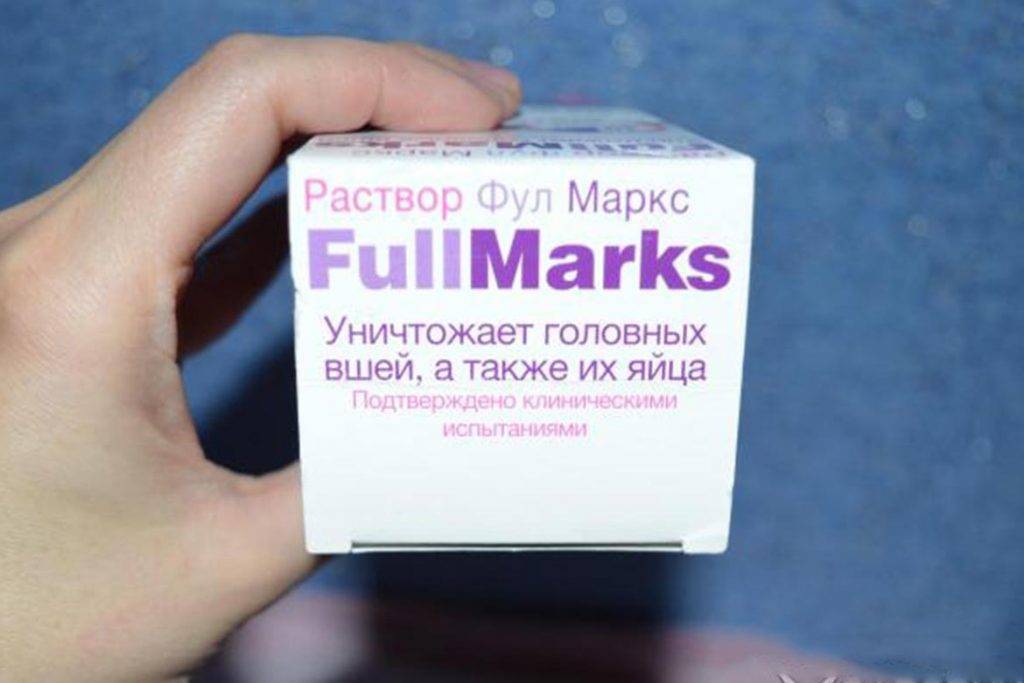 Раствор Фул Маркс
FullMarks
Уничтожает головных
вшей, а также их яйца
Подтверждено клиническими
испытаниями